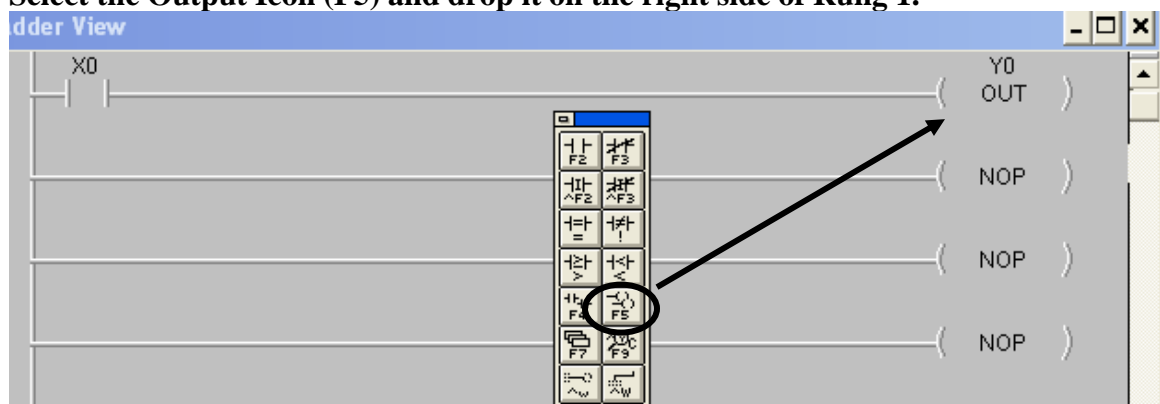 Select the Output Icon (F5) and drop it on the right side of Rung 1.
adder View
X0
Y0
OUT
F2 F3
NOP
^F2 ^F3
= !
NOP
> <
F4 F5
NOP
F7 F9
^W ^W